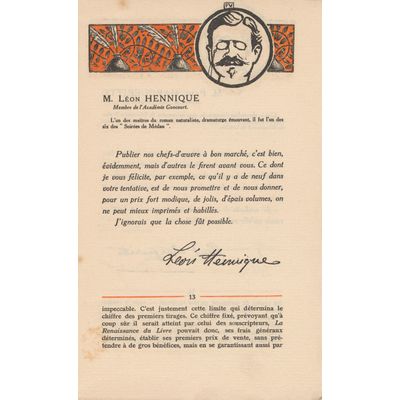 FV
M. LÉON HENNIQUE
Membre de l'Académie Goncourt.
L'un des maîtres du roman naturaliste, dramaturge émouvant, il fut l'un des
six des " Soirées de Médan ".
Publier nos chefs-d'œuvre à bon marché, c'est bien,
évidemment, mais d'autres le firent avant vous. Ce dont
je vous félicite, par exemple, ce qu'il y a de neuf dans
votre tentative, est de nous promettre et de nous donner,
pour un prix fort modique, de jolis, d'épais volumes, on
ne peut mieux imprimés et habillés.
J'ignorais que la chose fût possible.
Léon Hennique
13
impeccable. C'est justement cette limite qui détermina le
chiffre des premiers tirages. Ce chiffre fixé, prévoyant qu'à
coup sûr il serait atteint par celui des souscripteurs, La
Renaissance du Livre pouvait donc, ses frais généraux
déterminés, établir ses premiers prix de vente, sans pré-
tendre à de gros bénéfices, mais en se garantissant aussi par